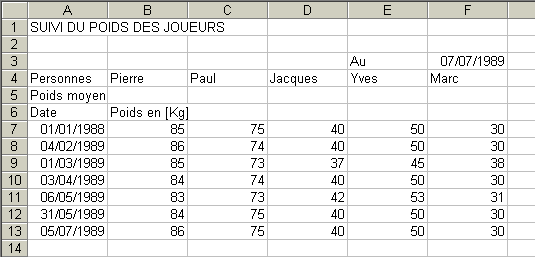 A B C D E F
1 SUIVI DU POIDS DES JOUEURS
2
3 Au 07/07/1989
4 Personnes Pierre Paul Jacques Yves Marc
5 Poids moyen
6 Date Poids en [Kg]
7 01/01/1988 85 75 40 50 30
8 04/02/1989 86 74 40 50 30
9 01/03/1989 85 73 37 45 38
10 03/04/1989 84 74 40 50 30
11 06/05/1989 83 73 42 53 31
12 31/05/1989 84 75 40 50 30
13 05/07/1989 86 75 40 50 30
14